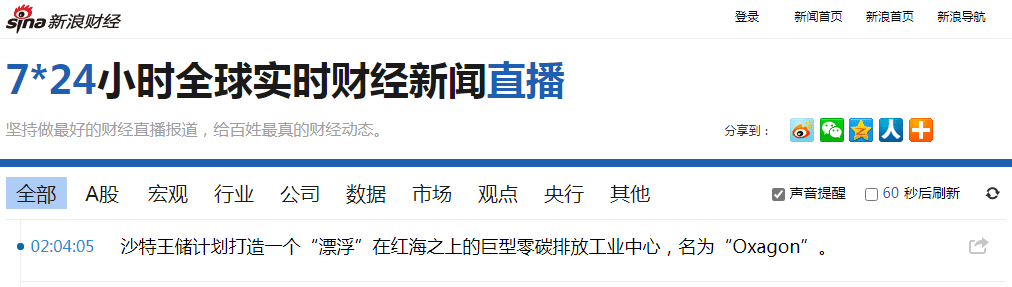 sina 新浪财经
登录 新闻首页 新浪首页 新浪导航
7*24小时全球实时财经新闻直播
坚持做最好的财经直播报道，给百姓最真的财经动态。
分享到：
全部 A股 宏观 行业 公司 数据 市场 观点 央行 其他 声音提醒 60 秒后刷新
02:04:05 沙特王储计划打造一个“漂浮”在红海之上的巨型零碳排放工业中心，名为“Oxagon”。